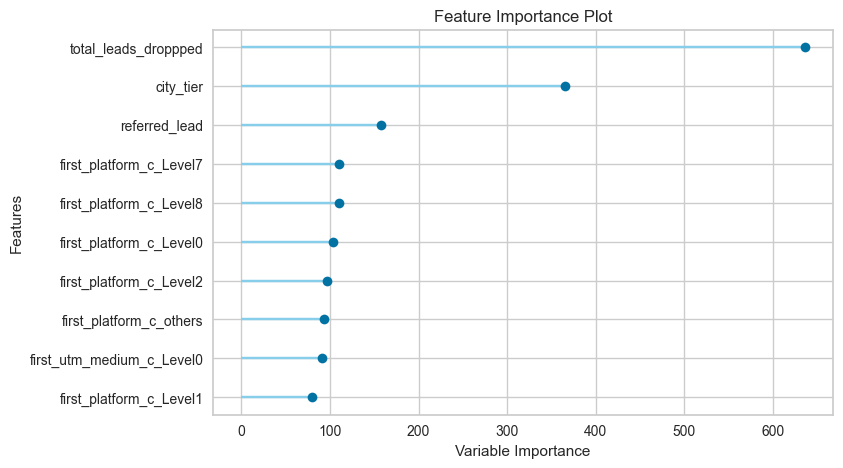 Feature Importance Plot
Features
total_leads_droppped
city_tier
referred_lead
first_platform_c_Level7
first_platform_c_Level8
first_platform_c_Level0
first_platform_c_Level2
first_platform_c_others
first_utm_medium_c_Level0
first_platform_c_Level1
0 100 200 300 400 500 600
Variable Importance